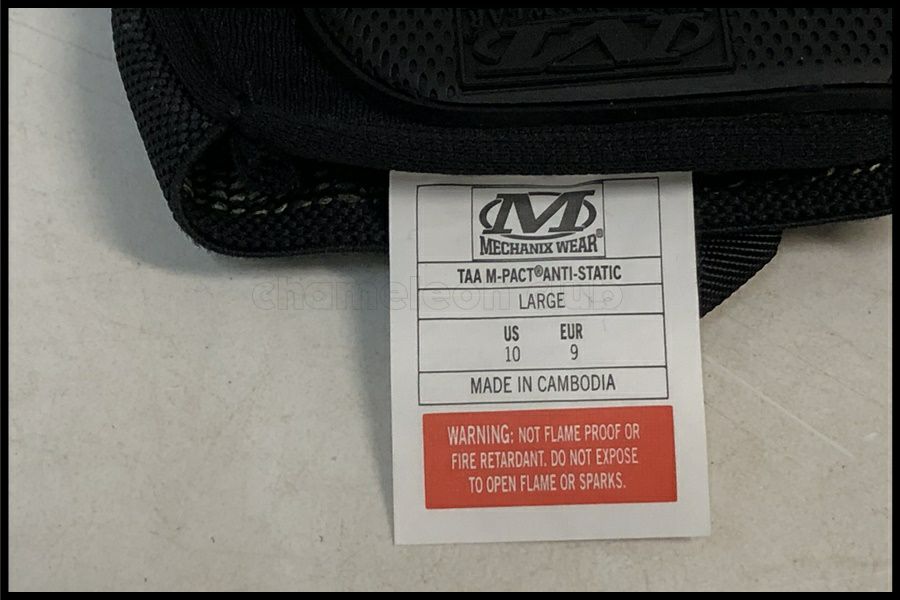 M
MECHANIX WEAR®
TAA M-PACT®ANTI-STATIC
LARGE
US EUR
10 9
MADE IN CAMBODIA
WARNING: NOT FLAME PROOF OR
FIRE RETARDANT. DO NOT EXPOSE
TO OPEN FLAME OR SPARKS.
chameleon club